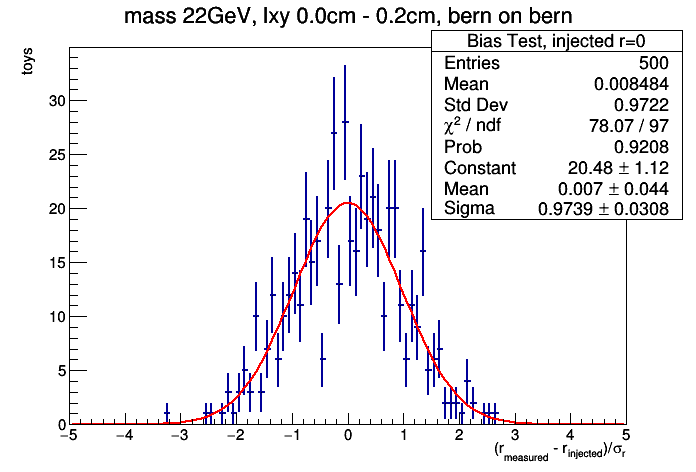 mass 22GeV, lxy 0.0cm - 0.2cm, bern on bern
Bias Test, injected r=0
Entries 500
Mean 0.008484
Std Dev 0.9722
χ² / ndf 78.07 / 97
Prob 0.9208
Constant 20.48 ± 1.12
Mean 0.007 ± 0.044
Sigma 0.9739 ± 0.0308
toys
30
25
20
15
10
5
0
−5 −4 −3 −2 −1 0 1 2 3 4 5
(r_measured - r_injected)/σ_r